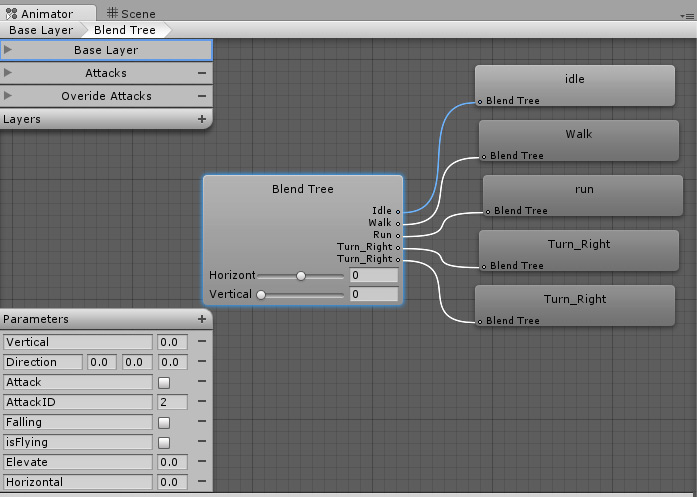 Animator
Scene
Base Layer
Blend Tree
Base Layer
Attacks
Overide Attacks
Layers
Blend Tree
Idle
Walk
Run
Turn_Right
Turn_Right
Horizont 0
Vertical 0
idle
Blend Tree
Walk
Blend Tree
run
Blend Tree
Turn_Right
Blend Tree
Turn_Right
Blend Tree
Parameters
Vertical 0.0
Direction 0.0 0.0 0.0
Attack
AttackID 2
Falling
isFlying
Elevate 0.0
Horizontal 0.0